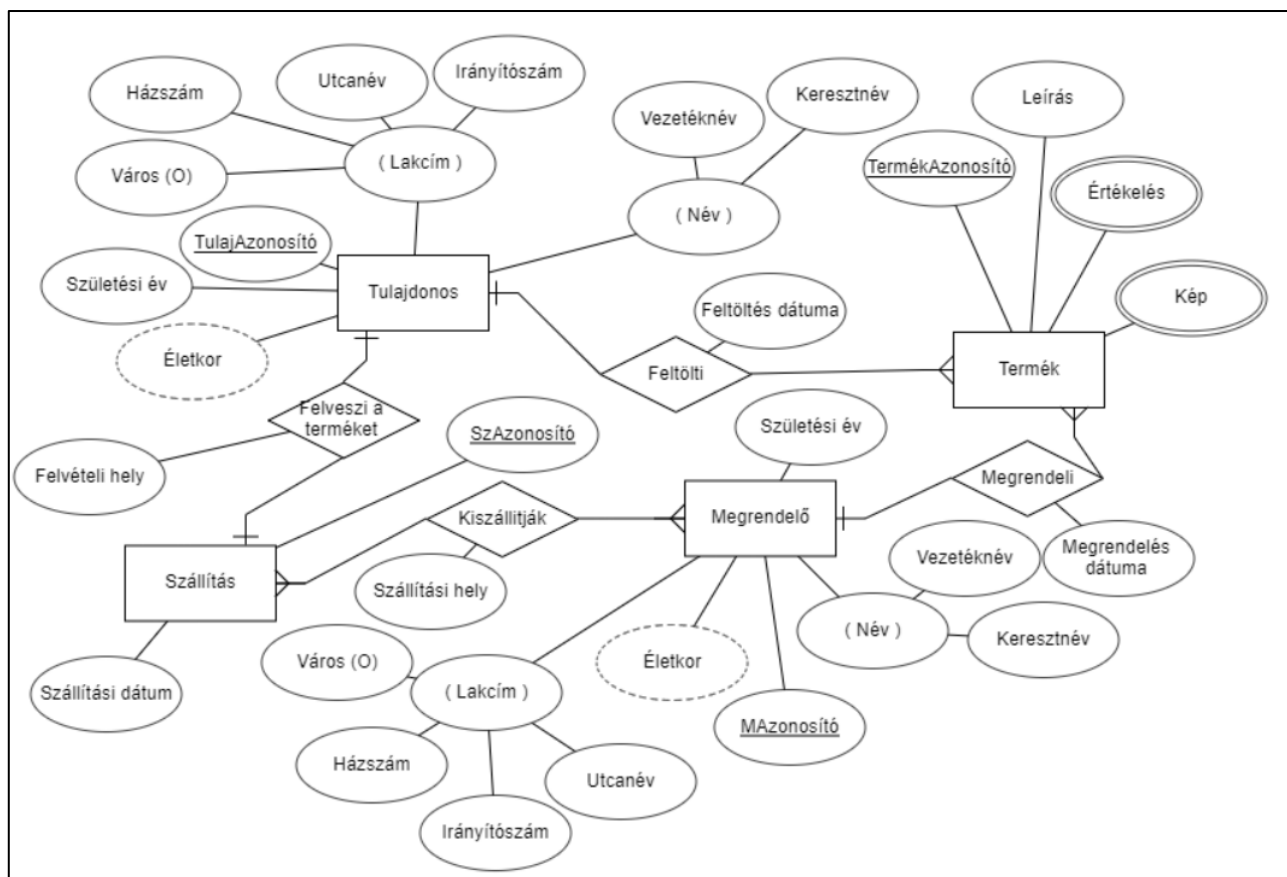 Házszám
Utcanév
Irányítószám
Város (O)
( Lakcím )
Vezetéknév
Keresztnév
( Név )
Leírás
TermékAzonosító
Értékelés
Kép
TulajAzonosító
Születési év
Tulajdonos
Életkor
Feltöltés dátuma
Feltölti
Termék
Felveszi a
terméket
Felvételi hely
SzAzonosító
Születési év
Megrendeli
Kiszállitják
Megrendelő
Szállítás
Szállítási hely
Vezetéknév
Megrendelés
dátuma
( Név )
Keresztnév
Szállítási dátum
Város (O)
( Lakcím )
Életkor
MAzonosító
Házszám
Utcanév
Irányítószám